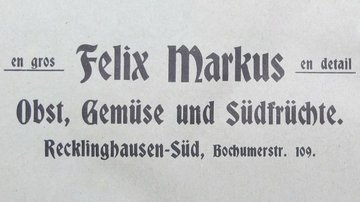 en gros Felix Markus en detail
Obst, Gemüse und Südfrüchte.
Recklinghausen-Süd, Bochumerstr. 109.